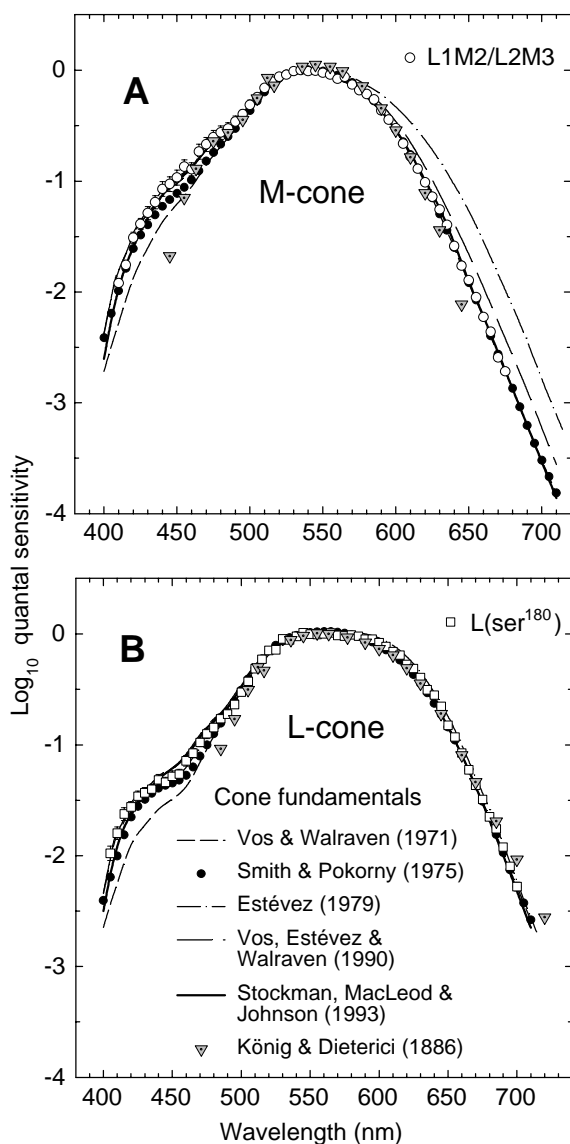 A
L1M2/L2M3
M-cone
0
-1
-2
-3
-4
400 450 500 550 600 650 700
Log10 quantal sensitivity
B
L(ser180)
L-cone
0
-1
-2
-3
-4
Cone fundamentals
Vos & Walraven (1971)
Smith & Pokorny (1975)
Estévez (1979)
Vos, Estévez &
Walraven (1990)
Stockman, MacLeod &
Johnson (1993)
König & Dieterici (1886)
400 450 500 550 600 650 700
Wavelength (nm)